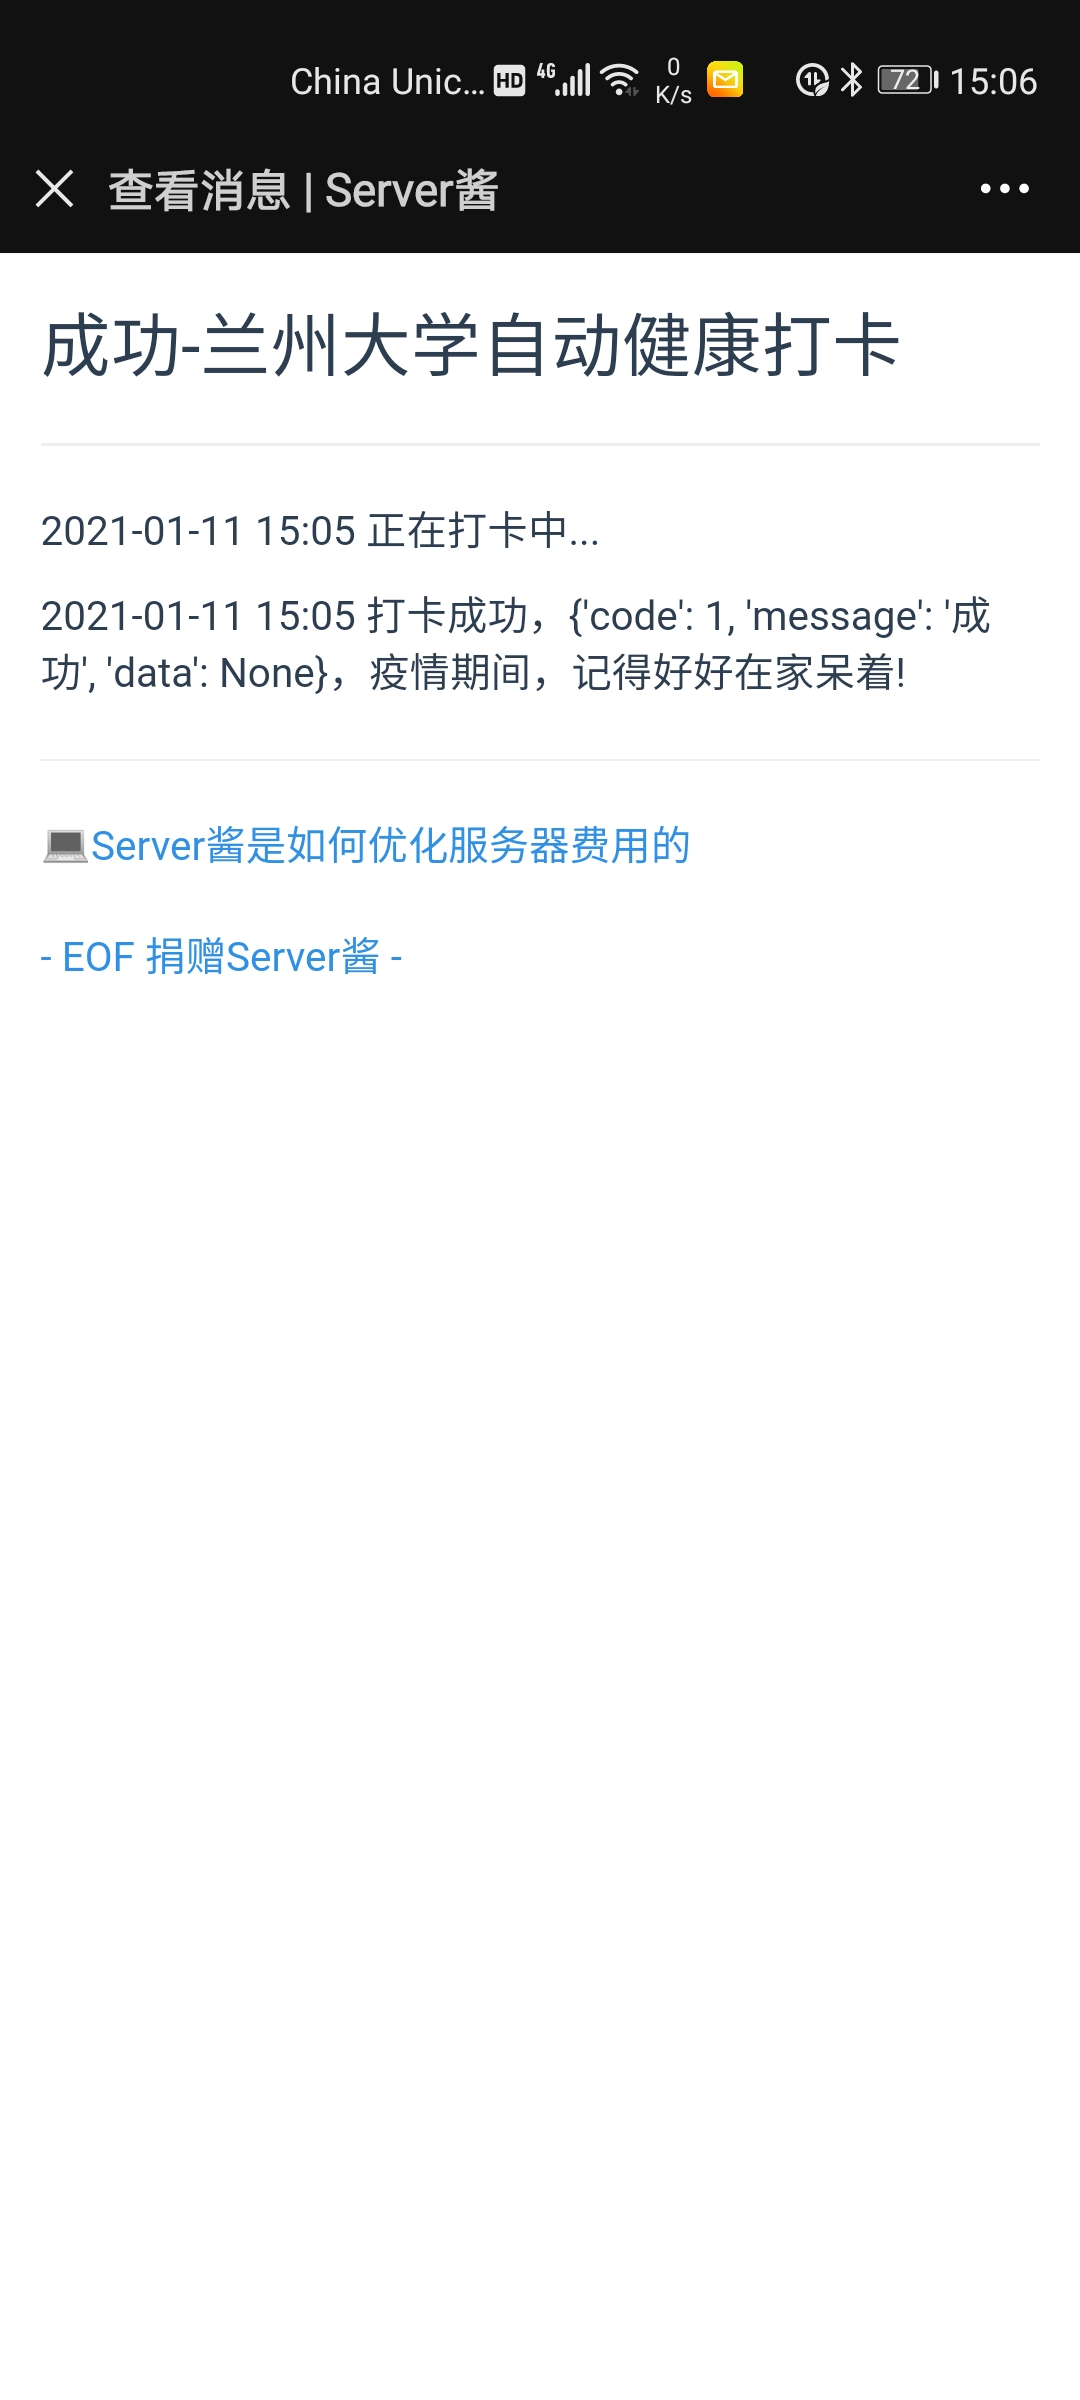 China Unic... HD 4G 0 K/s 72 15:06
查看消息 | Server酱
成功-兰州大学自动健康打卡
2021-01-11 15:05 正在打卡中...
2021-01-11 15:05 打卡成功，{'code': 1, 'message': '成
功', 'data': None}，疫情期间，记得好好在家呆着!
💻Server酱是如何优化服务器费用的
- EOF 捐赠Server酱 -